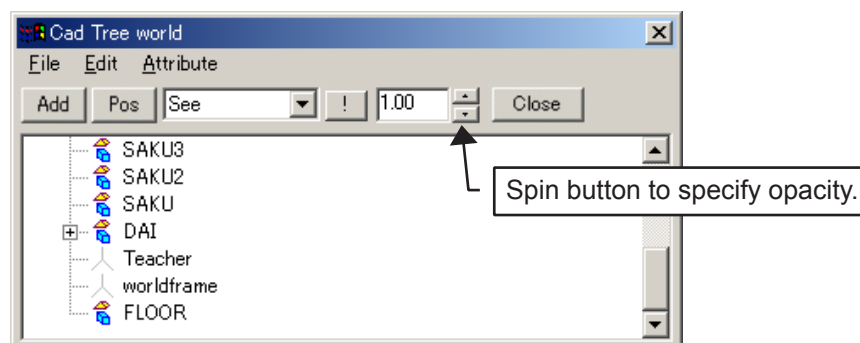 Cad Tree world
File Edit Attribute
Add Pos See ! 1.00 Close
SAKU3
SAKU2
SAKU
DAI
Teacher
worldframe
FLOOR
Spin button to specify opacity.